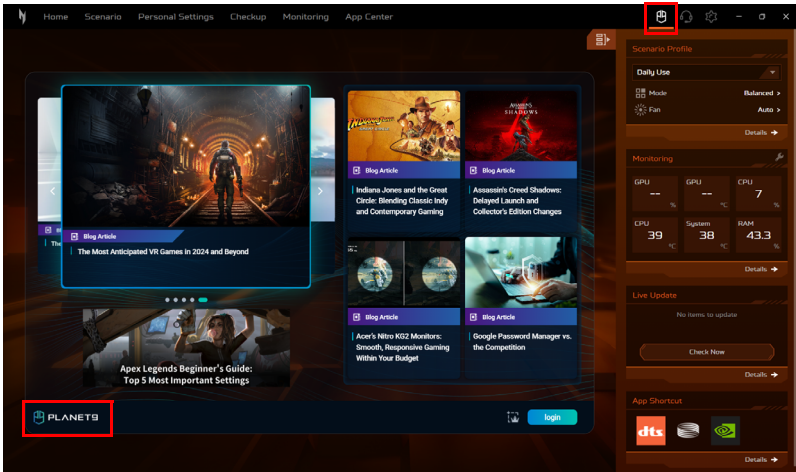 Home Scenario Personal Settings Checkup Monitoring App Center
Blog Article
The Most Anticipated VR Games in 2024 and Beyond
Apex Legends Beginner's Guide:
Top 5 Most Important Settings
INDIANA JONES
Blog Article
Indiana Jones and the Great
Circle: Blending Classic Indy
and Contemporary Gaming
ASSASSIN'S CREED
SHADOWS
Blog Article
Assassin's Creed Shadows:
Delayed Launch and
Collector's Edition Changes
Blog Article
Acer's Nitro KG2 Monitors:
Smooth, Responsive Gaming
Within Your Budget
Blog Article
Google Password Manager vs.
the Competition
PLANET9
login
Scenario Profile
Daily Use
Mode Balanced >
Fan Auto >
Details
Monitoring
GPU GPU CPU
-- -- 7
% °C %
CPU System RAM
39 38 43.3
°C °C %
Details
Live Update
No items to update
Check Now
Details
App Shortcut
dts
Details